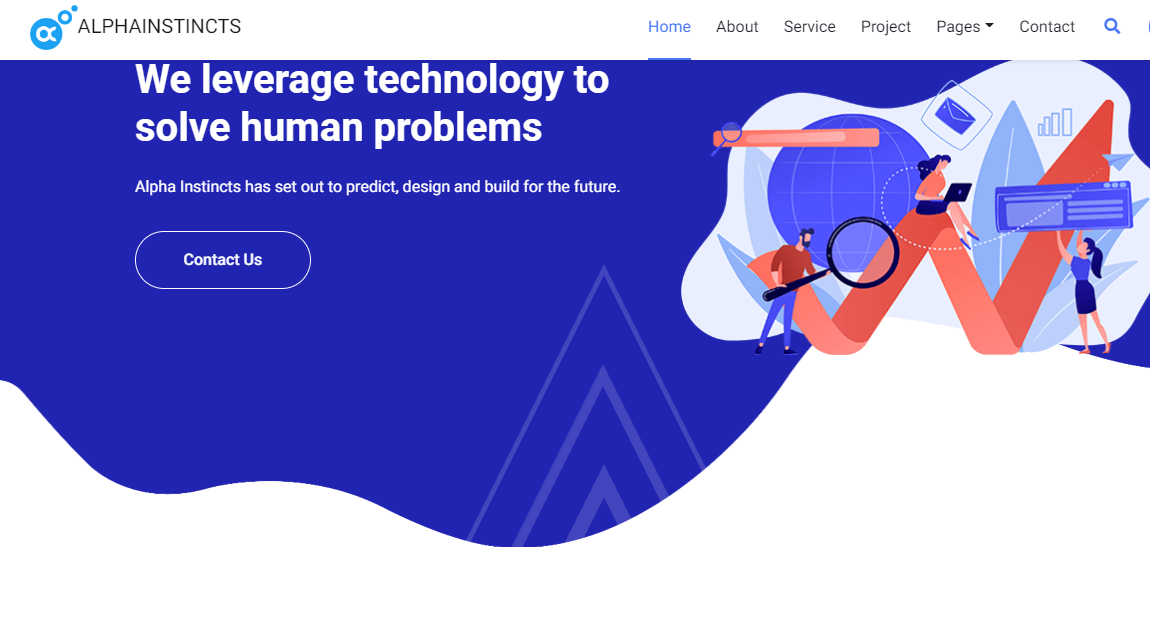 ALPHAINSTINCTS
Home About Service Project Pages Contact
We leverage technology to
solve human problems
Alpha Instincts has set out to predict, design and build for the future.
Contact Us